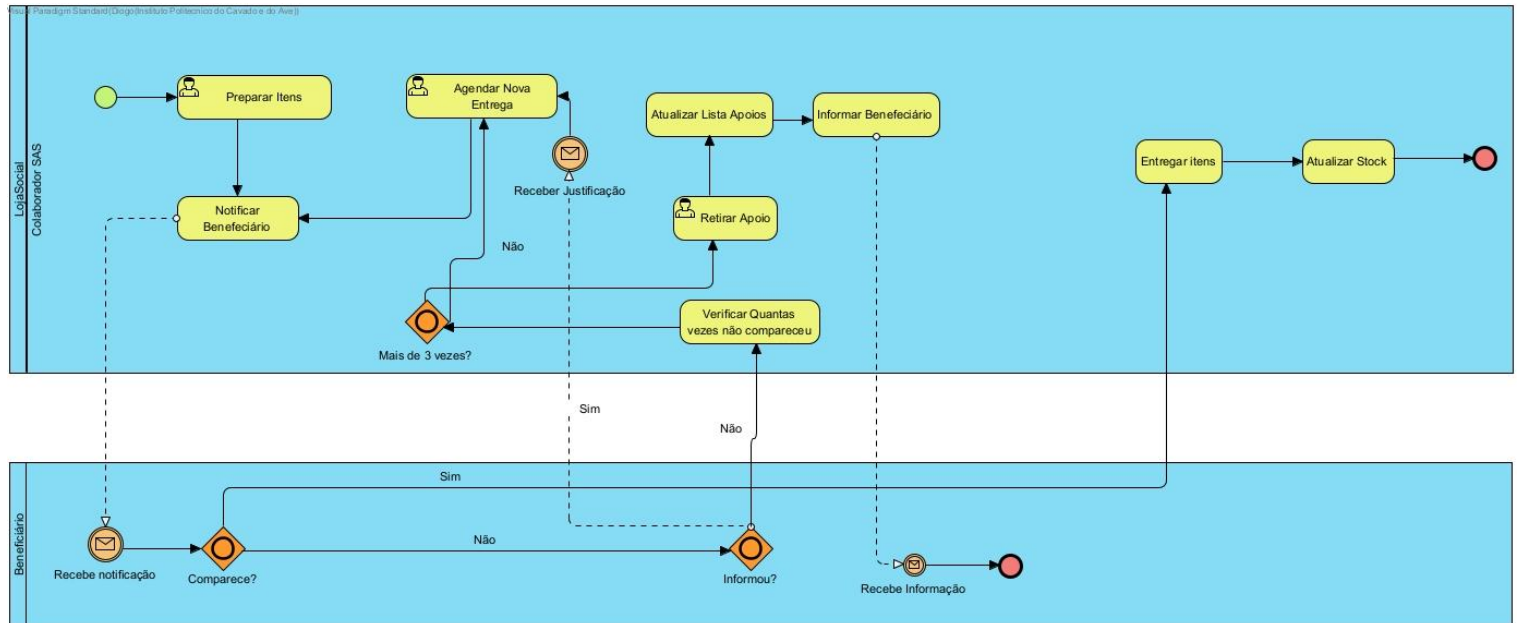 Visual Paradigm Standard(Diogo(Instituto Politecnico do Cavado e do Ave))
LojaSocial
Colaborador SAS
Preparar Itens
Agendar Nova
Entrega
Atualizar Lista Apoios
Informar Benefeciário
Receber Justificação
Entregar itens
Atualizar Stock
Notificar
Benefeciário
Retirar Apoio
Não
Verificar Quantas
vezes não compareceu
Mais de 3 vezes?
Sim
Não
Beneficiário
Sim
Recebe notificação
Comparece?
Não
Informou?
Recebe Informação